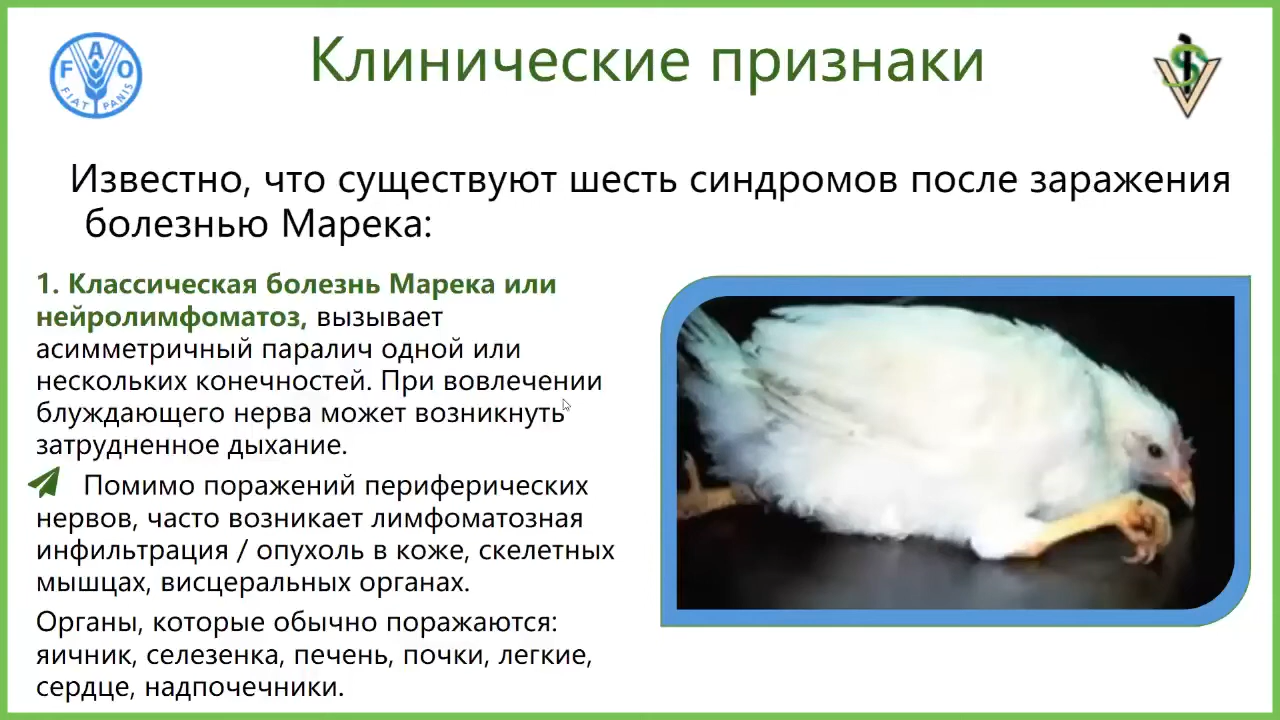 F A O
FIAT PANIS
Клинические признаки
Известно, что существуют шесть синдромов после заражения
болезнью Марека:
1. Классическая болезнь Марека или
нейролимфоматоз, вызывает
асимметричный паралич одной или
нескольких конечностей. При вовлечении
блуждающего нерва может возникнуть
затрудненное дыхание.
Помимо поражений периферических
нервов, часто возникает лимфоматозная
инфильтрация / опухоль в коже, скелетных
мышцах, висцеральных органах.
Органы, которые обычно поражаются:
яичник, селезенка, печень, почки, легкие,
сердце, надпочечники.